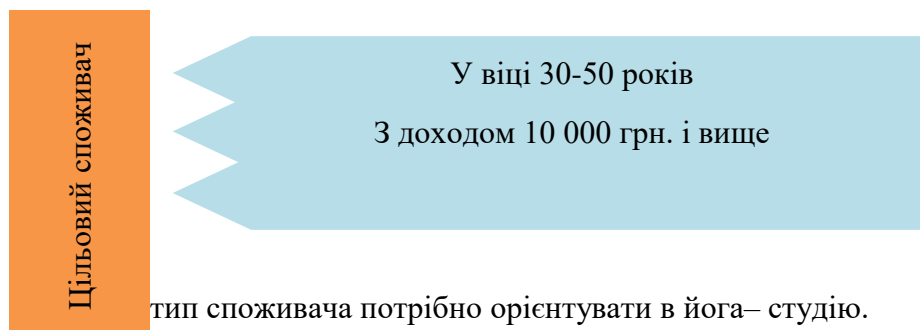 Цільовий споживач
У віці 30-50 років
З доходом 10 000 грн. і вище
тип споживача потрібно орієнтувати в йога– студію.